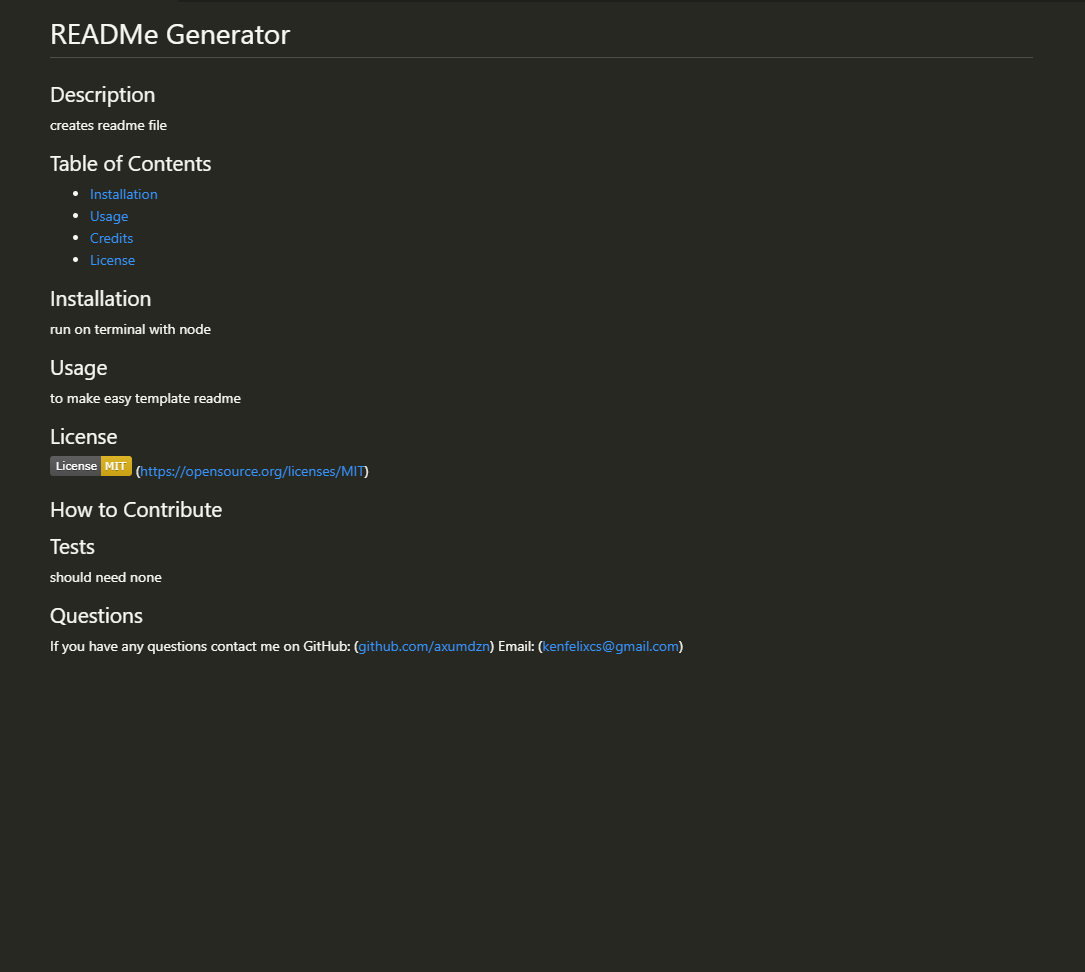 READMe Generator
Description
creates readme file
Table of Contents
Installation
Usage
Credits
License
Installation
run on terminal with node
Usage
to make easy template readme
License
License MIT (https://opensource.org/licenses/MIT)
How to Contribute
Tests
should need none
Questions
If you have any questions contact me on GitHub: (github.com/axumdzn) Email: (kenfelixcs@gmail.com)